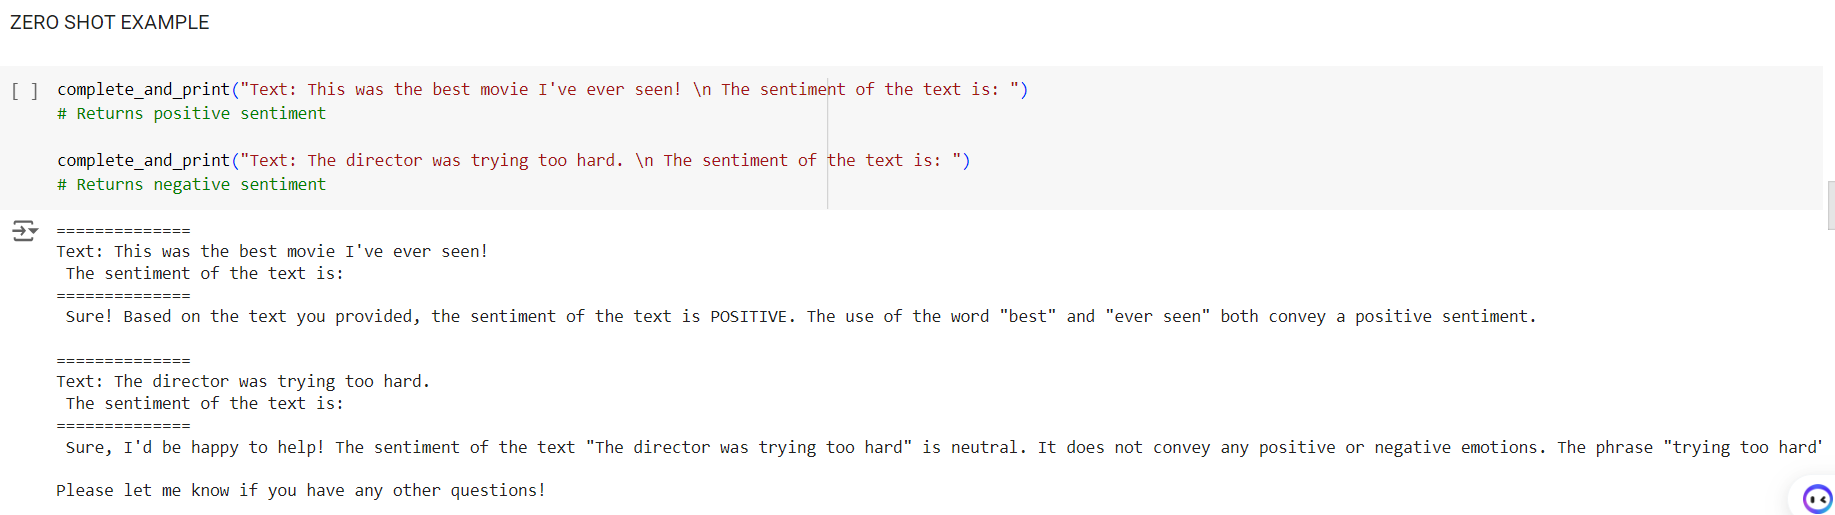 ZERO SHOT EXAMPLE
[ ] complete_and_print("Text: This was the best movie I've ever seen! \n The sentiment of the text is: ")
# Returns positive sentiment
complete_and_print("Text: The director was trying too hard. \n The sentiment of the text is: ")
# Returns negative sentiment
==============
Text: This was the best movie I've ever seen!
The sentiment of the text is:
==============
Sure! Based on the text you provided, the sentiment of the text is POSITIVE. The use of the word "best" and "ever seen" both convey a positive sentiment.
==============
Text: The director was trying too hard.
The sentiment of the text is:
==============
Sure, I'd be happy to help! The sentiment of the text "The director was trying too hard" is neutral. It does not convey any positive or negative emotions. The phrase "trying too hard'
Please let me know if you have any other questions!